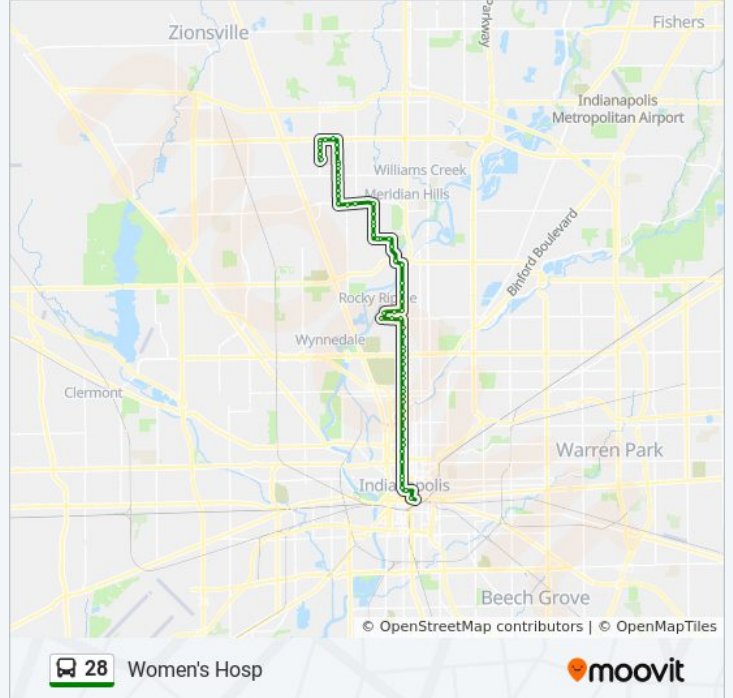 Zionsville
Parkway
Fishers
Indianapolis
Metropolitan Airport
Williams Creek
Meridian Hills
Binford Boulevard
Rocky Ripple
Wynnedale
Clermont
Warren Park
Indianapolis
Beech Grove
© OpenStreetMap contributors | © OpenMapTiles
28 Women's Hosp
moovit